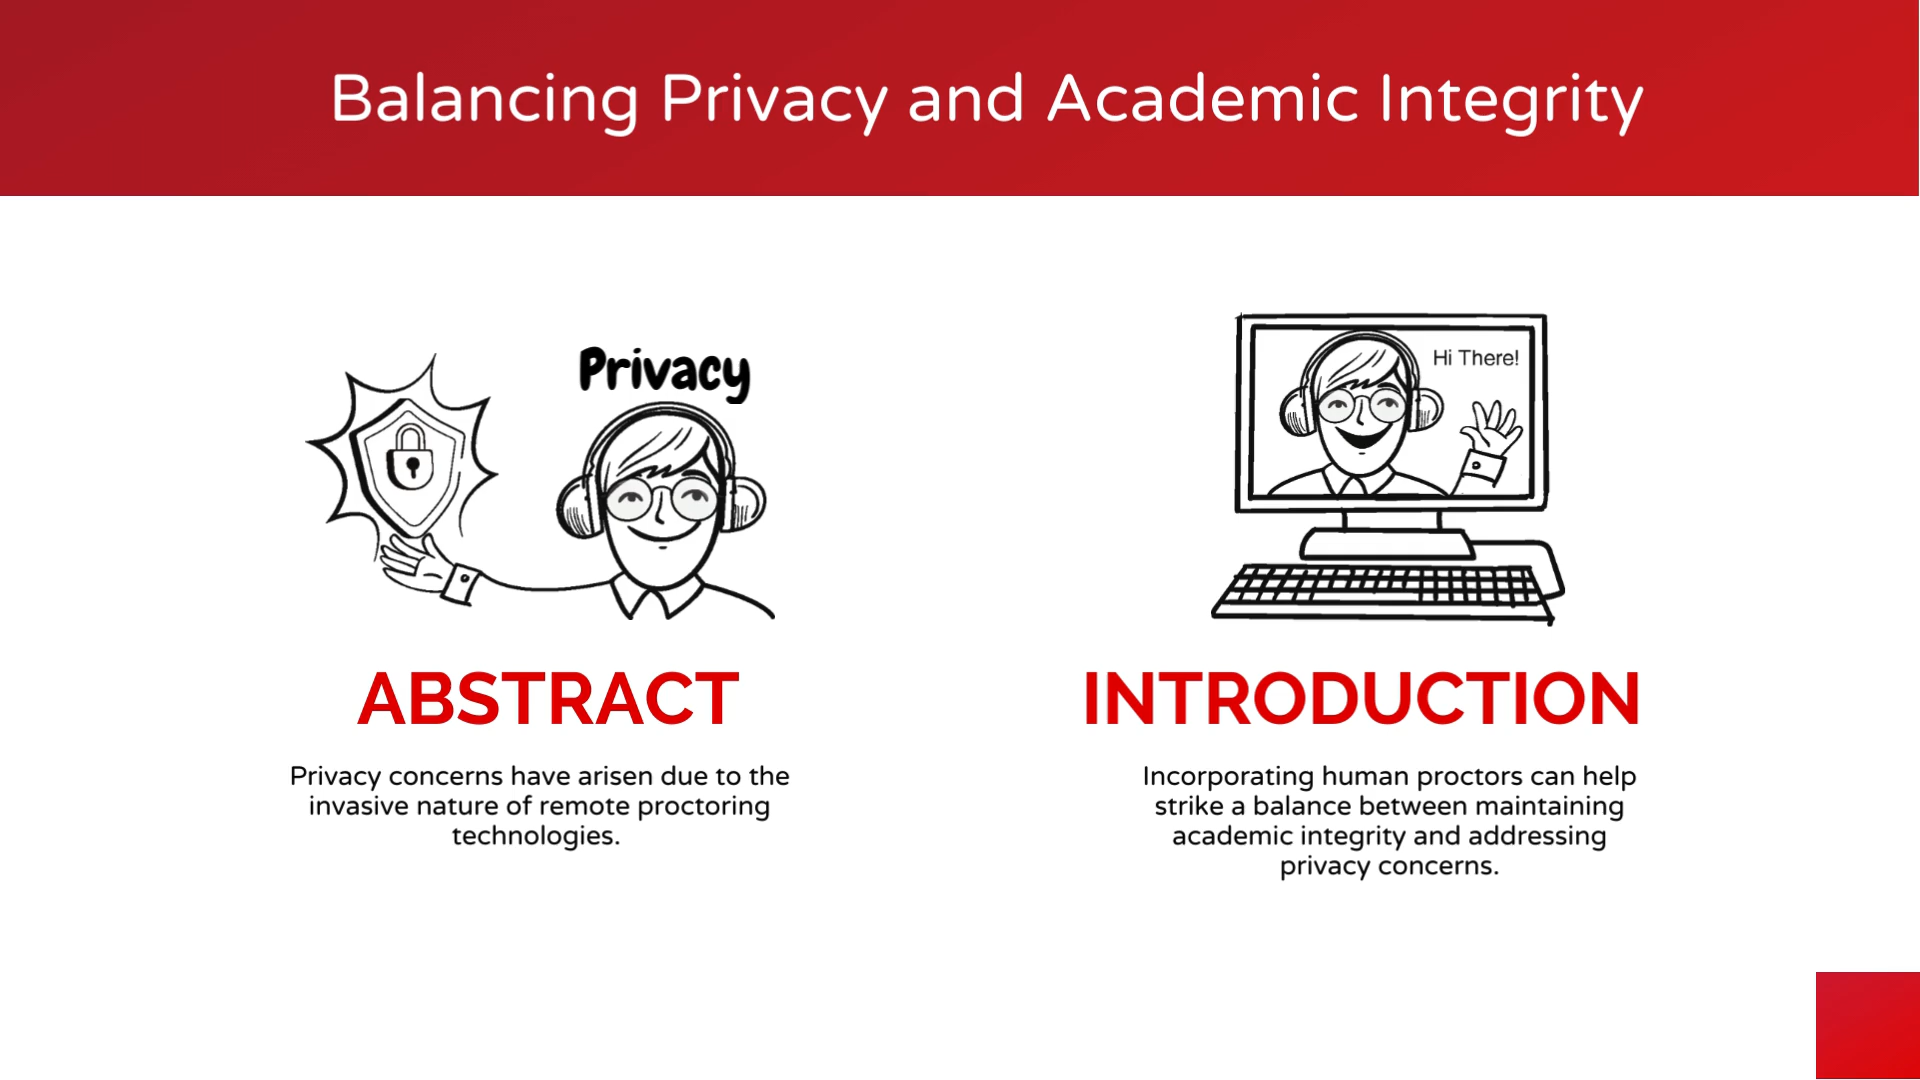 Balancing Privacy and Academic Integrity
Privacy
Hi There!
ABSTRACT
Privacy concerns have arisen due to the
invasive nature of remote proctoring
technologies.
INTRODUCTION
Incorporating human proctors can help
strike a balance between maintaining
academic integrity and addressing
privacy concerns.